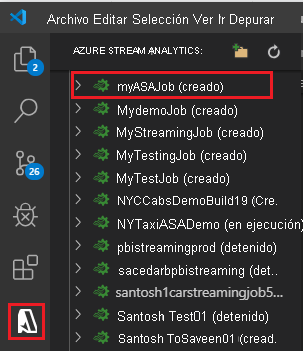 Archivo Editar Selección Ver Ir Depurar
AZURE STREAM ANALYTICS:
2
myASAJob (creado)
MydemoJob (creado)
MyStreamingJob (creado)
MyTestingJob (creado)
26
MyTestJob (creado)
NYCCabsDemoBuild19 (Cre.
NYTaxiASADemo (en ejecución)
pbistreamingprod (detenido)
sacedarbpbistreaming (det..
santosh1carstreamingjob5...
Santosh Test01 (detenido)
Santosh ToSaveen01 (cread.